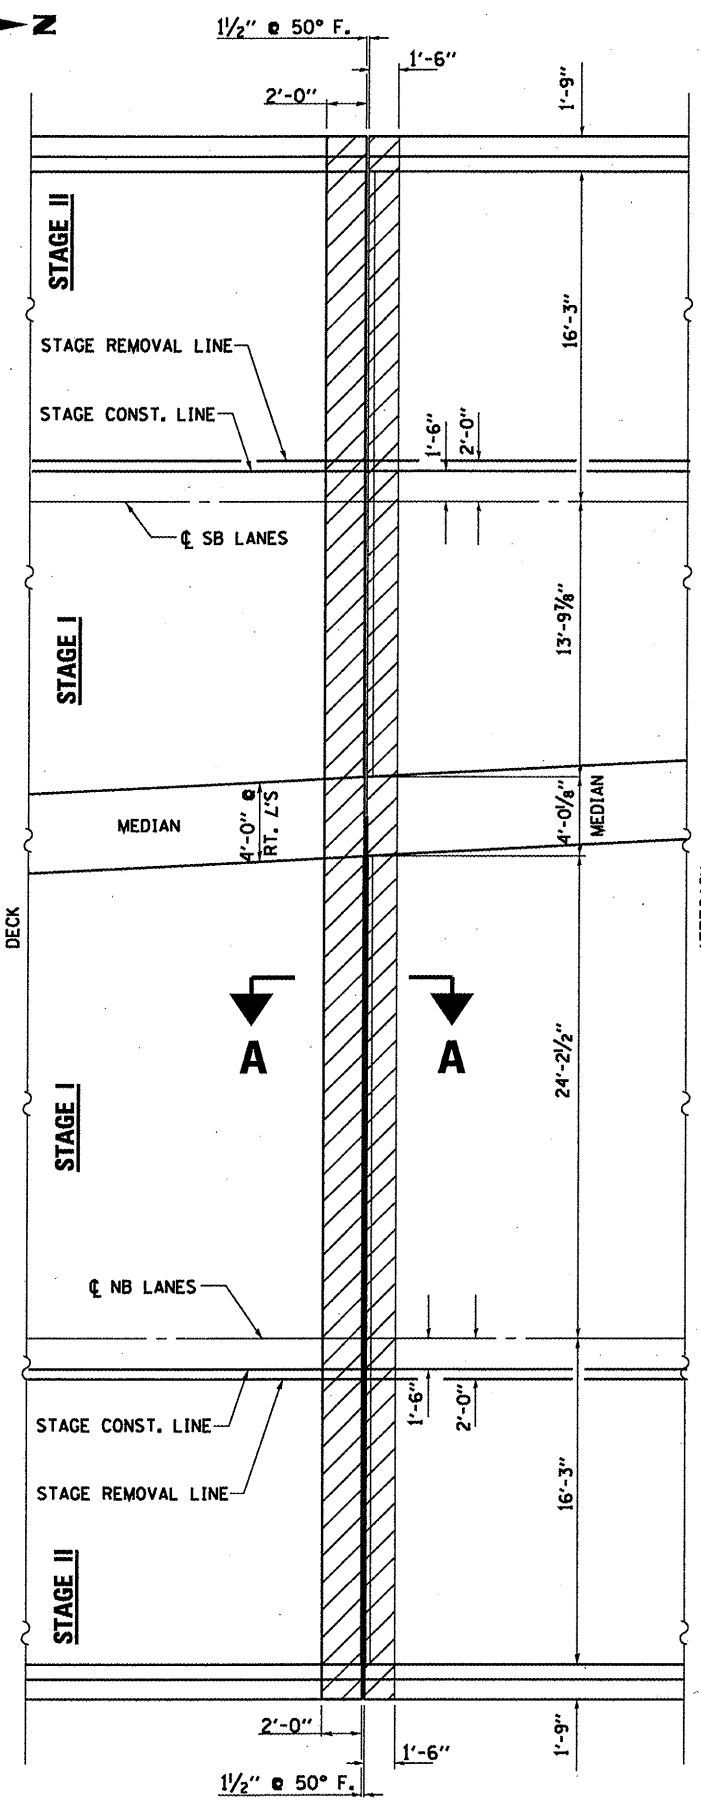 N
1½" @ 50° F.
1'-6"
2'-0"
1'-9"
STAGE II
16'-3"
STAGE REMOVAL LINE
STAGE CONST. LINE
1'-6"
2'-0"
℄ SB LANES
STAGE I
13'-9⅞"
MEDIAN
4'-0" @
RT. ∠'S
4'-0⅛"
MEDIAN
DECK
A
A
24'-2½"
STAGE I
℄ NB LANES
1'-6"
2'-0"
STAGE CONST. LINE
STAGE REMOVAL LINE
16'-3"
STAGE II
2'-0"
1'-6"
1'-9"
1½" @ 50° F.